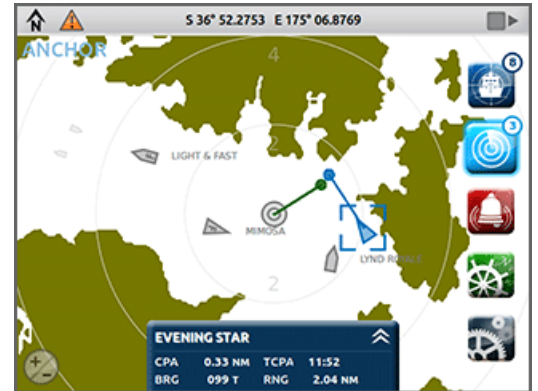 N
S 36° 52.2753 E 175° 06.8769
ANCHOR
4
8
2
3
LIGHT & FAST
MIMOSA
LYND ROYALS
2
EVENING STAR
CPA 0.33 NM TCPA 11:52
BRG 099 T RNG 2.04 NM